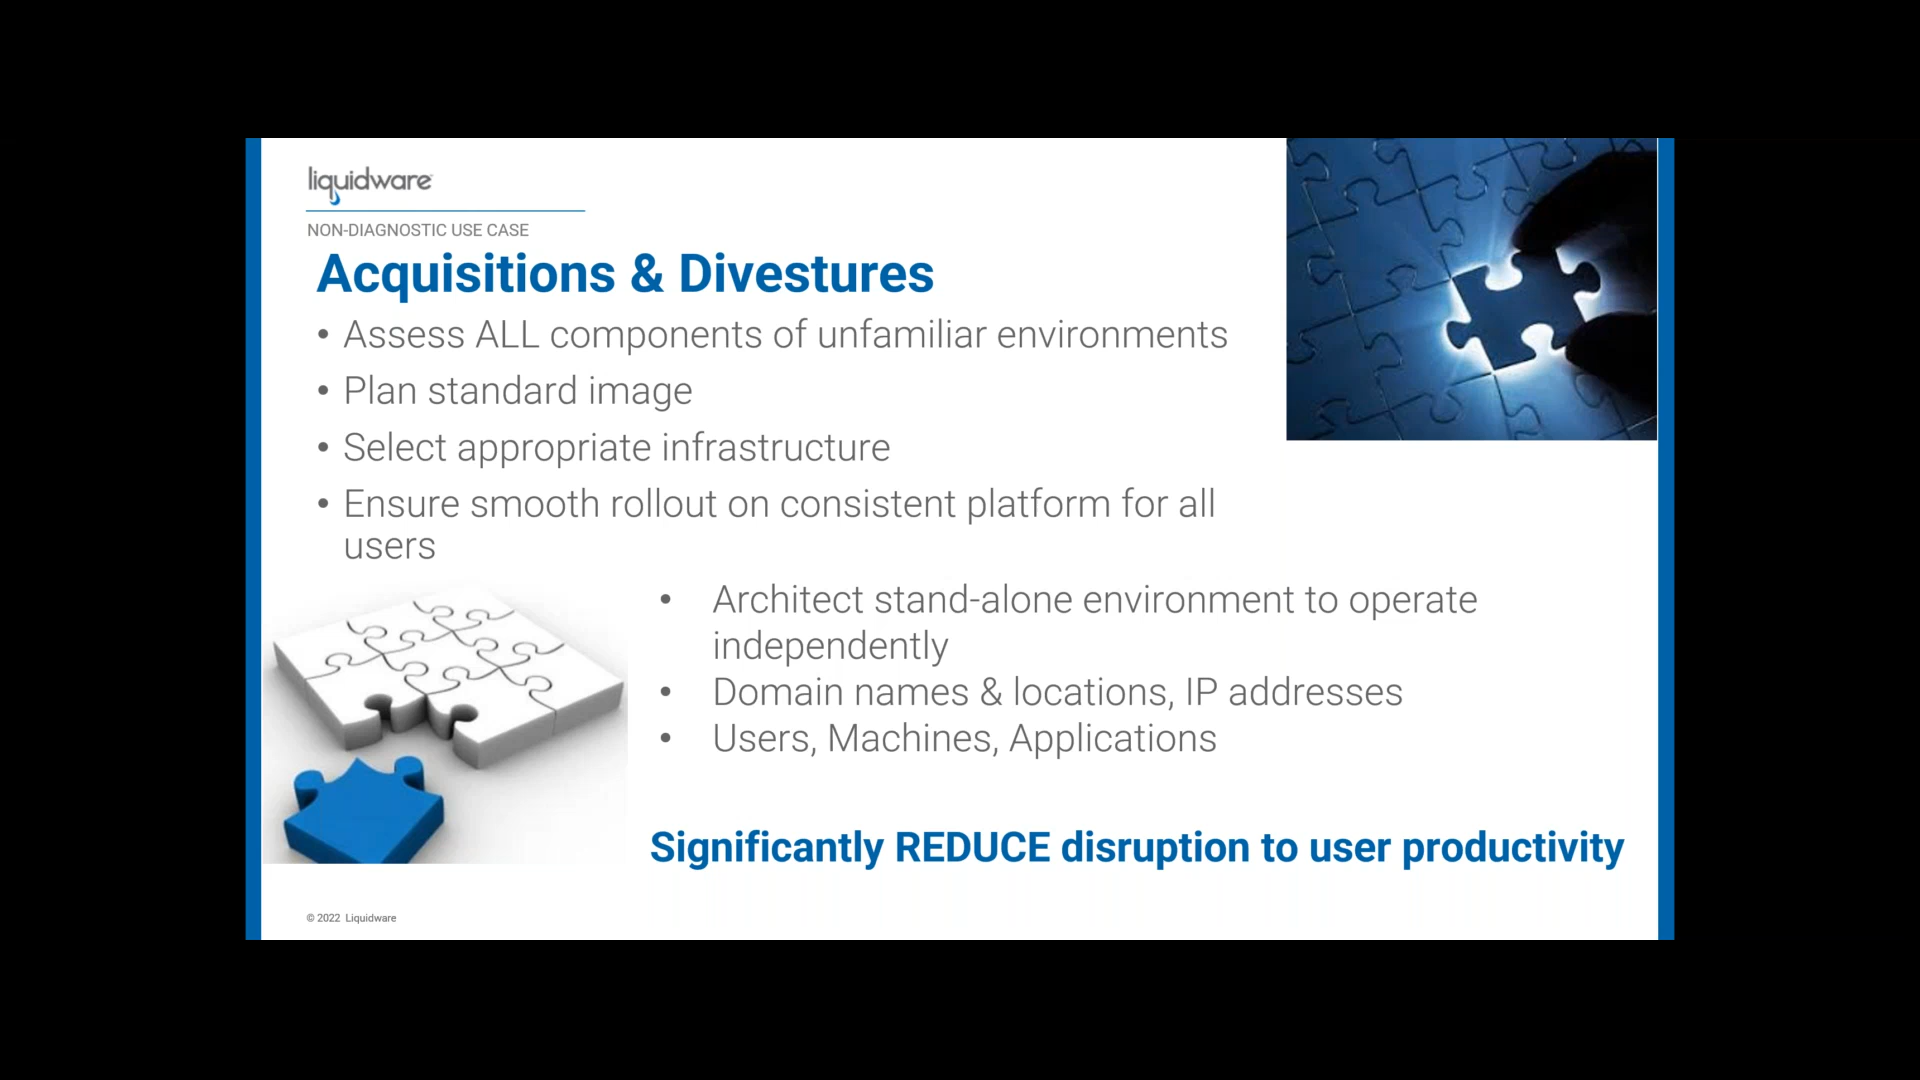 liquidware
NON-DIAGNOSTIC USE CASE
Acquisitions & Divestures
• Assess ALL components of unfamiliar environments
• Plan standard image
• Select appropriate infrastructure
• Ensure smooth rollout on consistent platform for all
users
• Architect stand-alone environment to operate
independently
• Domain names & locations, IP addresses
• Users, Machines, Applications
Significantly REDUCE disruption to user productivity
© 2022 Liquidware